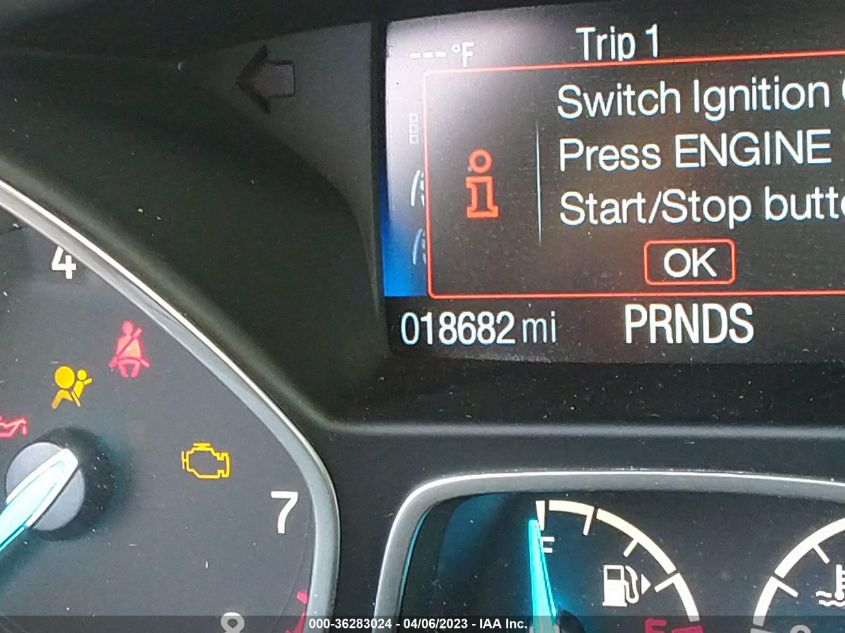 Trip 1
---°F
Switch Ignition
Press ENGINE
Start/Stop
OK
018682 mi
PRNDS
4
7
8
F
000-36283024 - 04/06/2023 - IAA Inc.